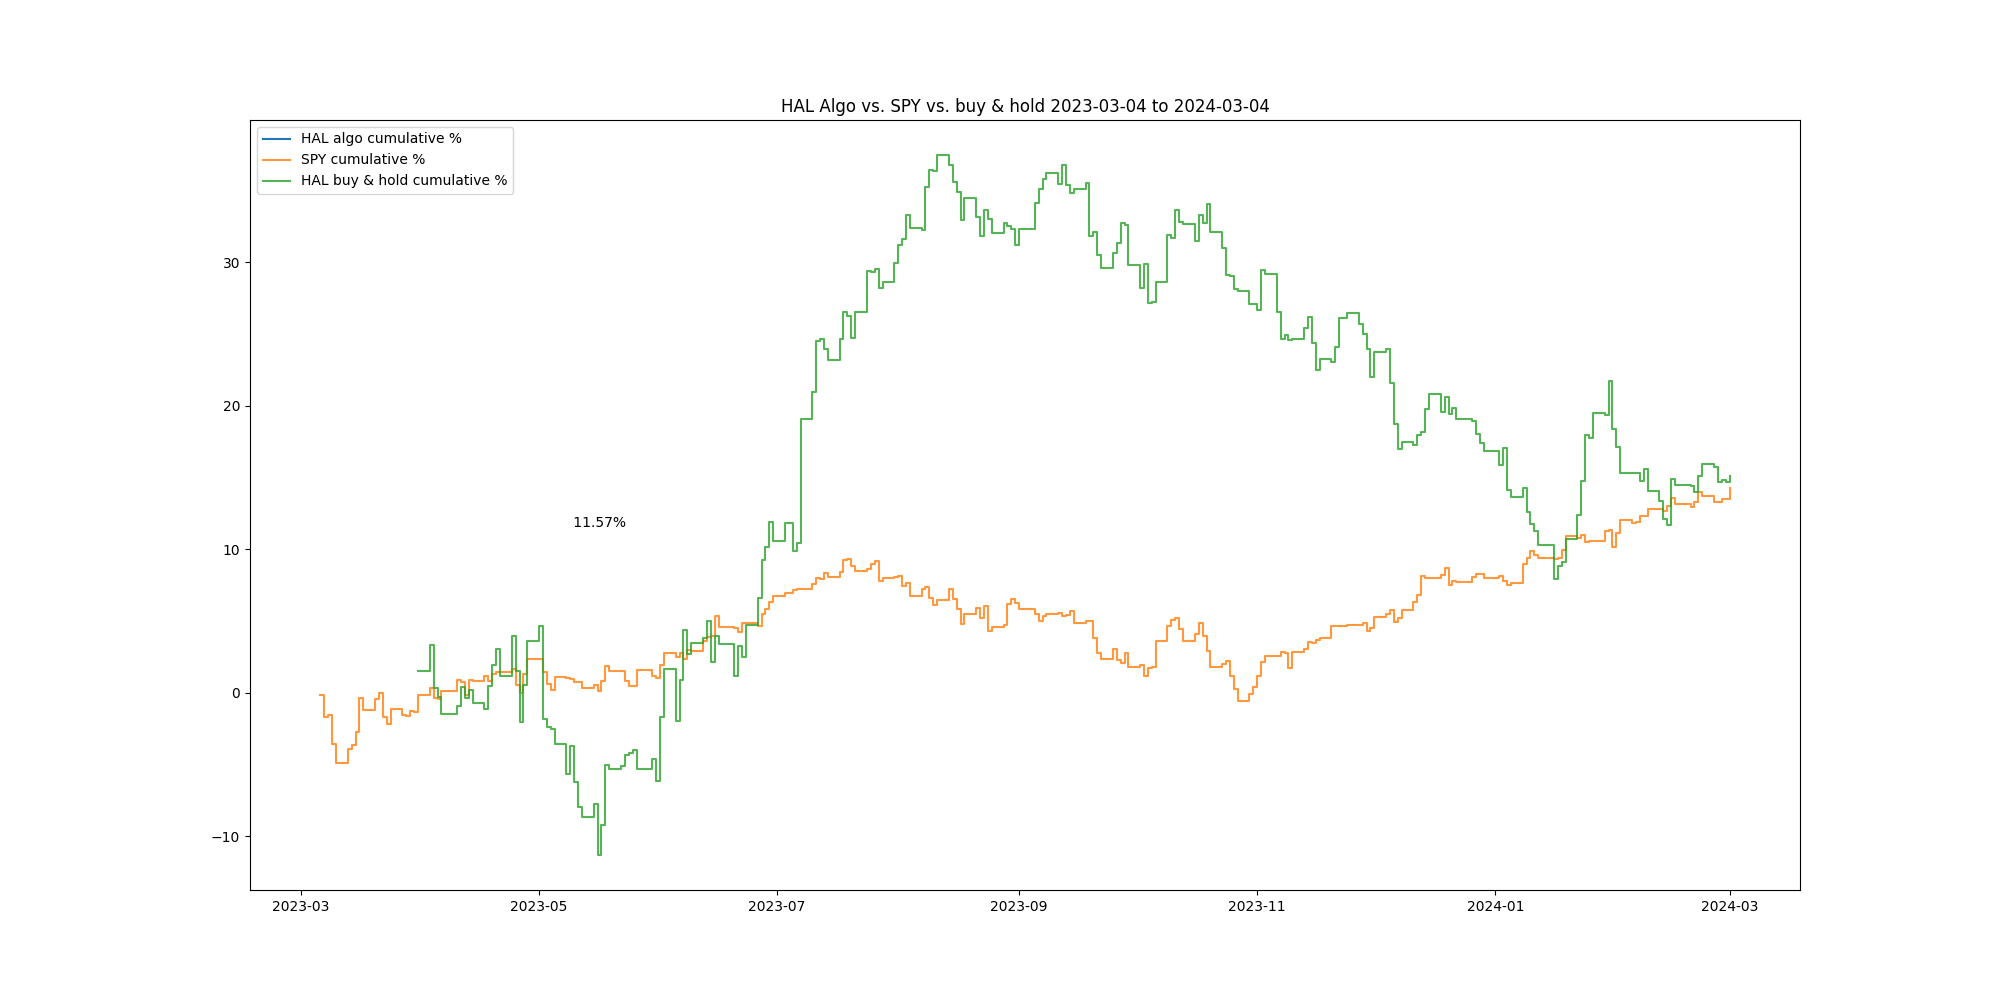 HAL Algo vs. SPY vs. buy & hold 2023-03-04 to 2024-03-04
HAL algo cumulative %
SPY cumulative %
HAL buy & hold cumulative %
30
20
11.57%
10
0
−10
2023-03 2023-05 2023-07 2023-09 2023-11 2024-01 2024-03